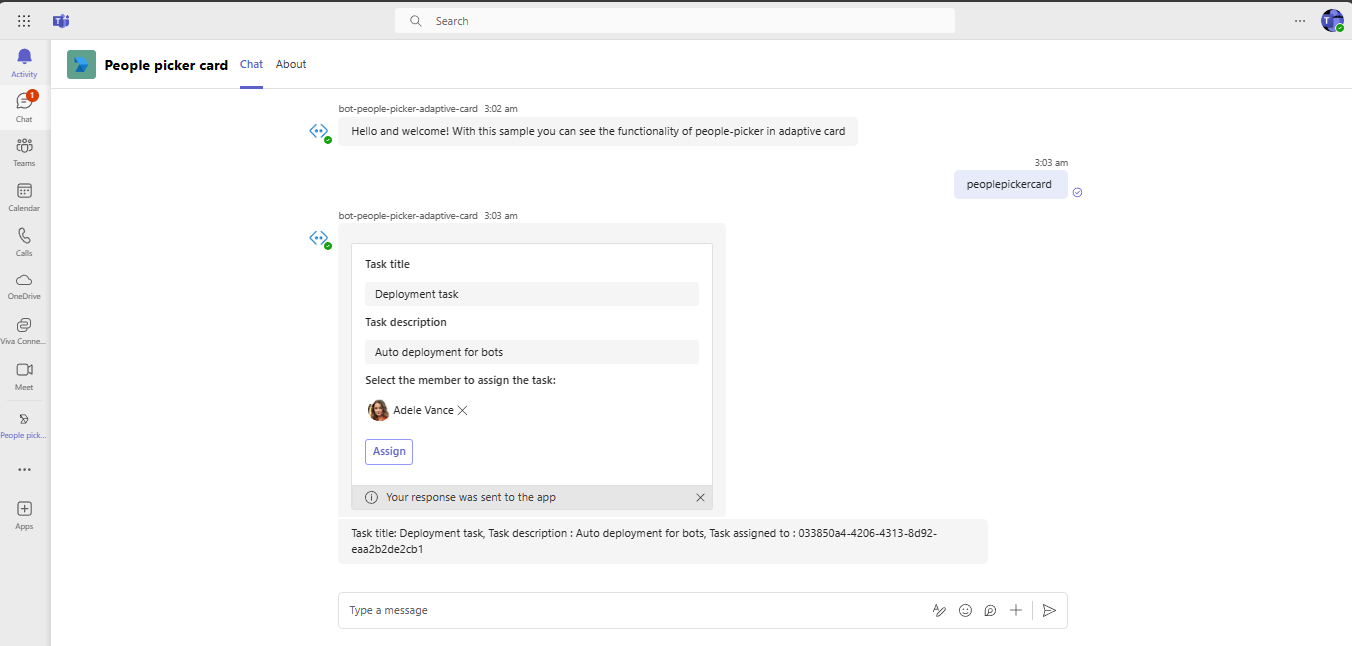 Search
T
Activity
1
Chat
Teams
Calendar
Calls
OneDrive
Viva Conne...
Meet
People pick...
Apps
People picker card Chat About
bot-people-picker-adaptive-card 3:02 am
Hello and welcome! With this sample you can see the functionality of people-picker in adaptive card
3:03 am
peoplepickercard
bot-people-picker-adaptive-card 3:03 am
Task title
Deployment task
Task description
Auto deployment for bots
Select the member to assign the task:
Adele Vance
Assign
Your response was sent to the app
Task title: Deployment task, Task description : Auto deployment for bots, Task assigned to : 033850a4-4206-4313-8d92-
eaa2b2de2cb1
Type a message